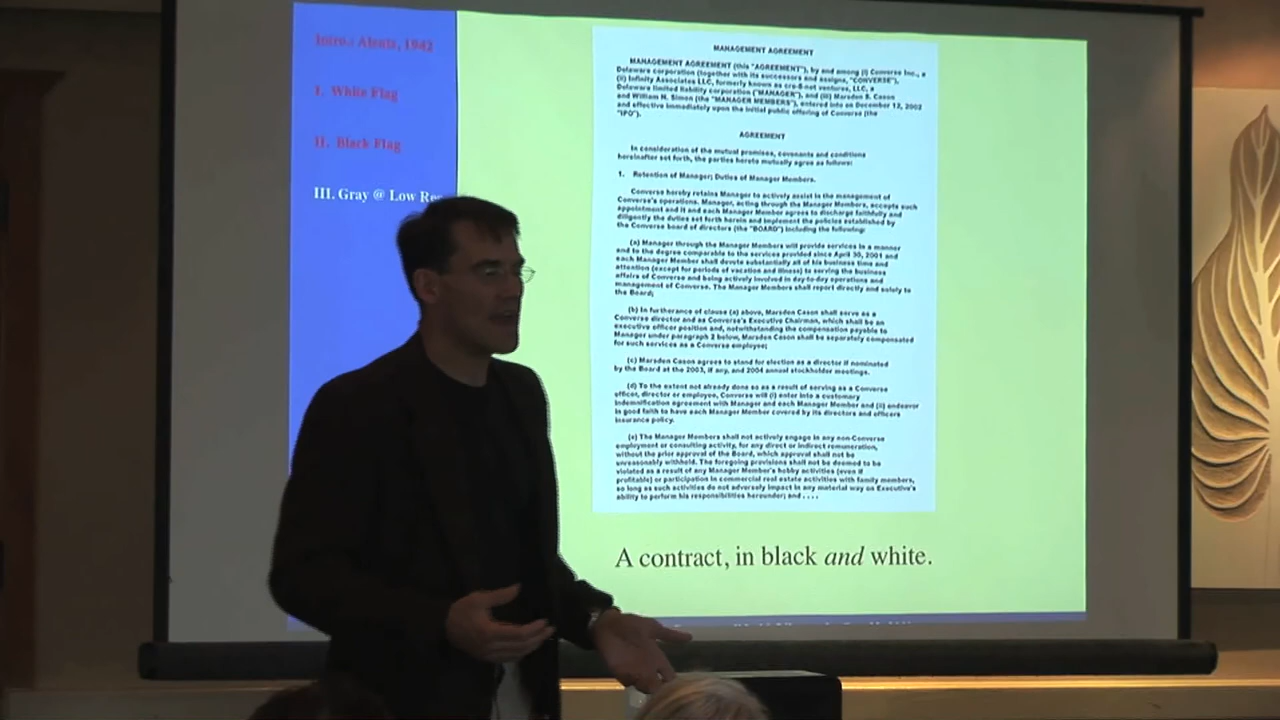 Intro.: Alentz, 1942
I. White Flag
II. Black Flag
III. Gray @ Low Res
MANAGEMENT AGREEMENT
MANAGEMENT AGREEMENT (this "AGREEMENT"), by and among (i) Converse Inc., a
Delaware corporation (together with its successors and assigns, "CONVERSE"),
(ii) Infinity Associates LLC, formerly known as cre-8-net ventures, LLC, a
Delaware limited liability corporation ("MANAGER"), and (iii) Marsden S. Cason
and William N. Simon (the "MANAGER MEMBERS"), entered into on December 12, 2002
and effective immediately upon the initial public offering of Converse (the
"IPO").
AGREEMENT
In consideration of the mutual promises, covenants and conditions
hereinafter set forth, the parties hereto mutually agree as follows:
1. Retention of Manager; Duties of Manager Members.
Converse hereby retains Manager to actively assist in the management of
Converse's operations. Manager, acting through the Manager Members, accepts such
appointment and it and each Manager Member agrees to discharge faithfully and
diligently the duties set forth herein and implement the policies established by
the Converse board of directors (the "BOARD") including the following:
(a) Manager through the Manager Members will provide services in a manner
and to the degree comparable to the services provided since April 30, 2001 and
each Manager Member shall devote substantially all of his business time and
attention (except for periods of vacation and illness) to serving the business
affairs of Converse and being actively involved in day-to-day operations and
management of Converse. The Manager Members shall report directly and solely to
the Board;
(b) In furtherance of clause (a) above, Marsden Cason shall serve as a
Converse director and as Converse's Executive Chairman, which shall be an
executive officer position and, notwithstanding the compensation payable to
Manager under paragraph 2 below, Marsden Cason shall be separately compensated
for such services as a Converse employee;
(c) Marsden Cason agrees to stand for election as a director if nominated
by the Board at the 2003, if any, and 2004 annual stockholder meetings.
(d) To the extent not already done so as a result of serving as a Converse
officer, director or employee, Converse will (i) enter into a customary
indemnification agreement with Manager and each Manager Member and (ii) endeavor
in good faith to have each Manager Member covered by its directors and officers
insurance policy.
(e) The Manager Members shall not actively engage in any non-Converse
employment or consulting activity, for any direct or indirect remuneration,
without the prior approval of the Board, which approval shall not be
unreasonably withheld. The foregoing provisions shall not be deemed to be
violated as a result of any Manager Member's hobby activities (even if
profitable) or participation in commercial real estate activities with family members,
so long as such activities do not adversely impact in any material way on Executive's
ability to perform his responsibilities hereunder; and . . . .
A contract, in black and white.